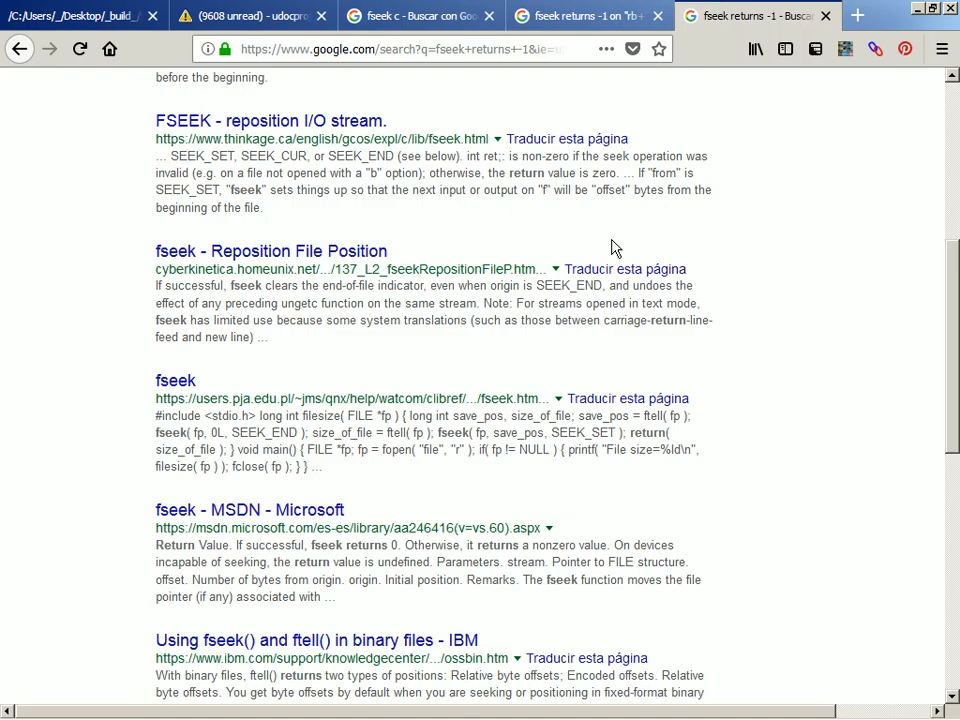 /C:/Users/_/Desktop/_build_/
(9608 unread) - udocproj
fseek c - Buscar con Goo
fseek returns -1 on "rb+
fseek returns -1 - Busca
https://www.google.com/search?q=fseek+returns+-1&ie=u
before the beginning.
FSEEK - reposition I/O stream.
https://www.thinkage.ca/english/gcos/expl/c/lib/fseek.html Traducir esta página
... SEEK_SET, SEEK_CUR, or SEEK_END (see below). int ret;: is non-zero if the seek operation was
invalid (e.g. on a file not opened with a "b" option); otherwise, the return value is zero. ... If "from" is
SEEK_SET, "fseek" sets things up so that the next input or output on "f" will be "offset" bytes from the
beginning of the file.
fseek - Reposition File Position
cyberkinetica.homeunix.net/.../137_L2_fseekRepositionFileP.htm... Traducir esta página
If successful, fseek clears the end-of-file indicator, even when origin is SEEK_END, and undoes the
effect of any preceding ungetc function on the same stream. Note: For streams opened in text mode,
fseek has limited use because some system translations (such as those between carriage-return-line-
feed and new line) ...
fseek
https://users.pja.edu.pl/~jms/qnx/help/watcom/clibref/.../fseek.htm... Traducir esta página
#include <stdio.h> long int filesize( FILE *fp ) { long int save_pos, size_of_file; save_pos = ftell( fp );
fseek( fp, 0L, SEEK_END ); size_of_file = ftell( fp ); fseek( fp, save_pos, SEEK_SET ); return(
size_of_file ); } void main() { FILE *fp; fp = fopen( "file", "r" ); if( fp != NULL ) { printf( "File size=%ld\n",
filesize( fp ) ); fclose( fp ); } } ...
fseek - MSDN - Microsoft
https://msdn.microsoft.com/es-es/library/aa246416(v=vs.60).aspx
Return Value. If successful, fseek returns 0. Otherwise, it returns a nonzero value. On devices
incapable of seeking, the return value is undefined. Parameters. stream. Pointer to FILE structure.
offset. Number of bytes from origin. origin. Initial position. Remarks. The fseek function moves the file
pointer (if any) associated with ...
Using fseek() and ftell() in binary files - IBM
https://www.ibm.com/support/knowledgecenter/.../ossbin.htm Traducir esta página
With binary files, ftell() returns two types of positions: Relative byte offsets; Encoded offsets. Relative
byte offsets. You get byte offsets by default when you are seeking or positioning in fixed-format binary